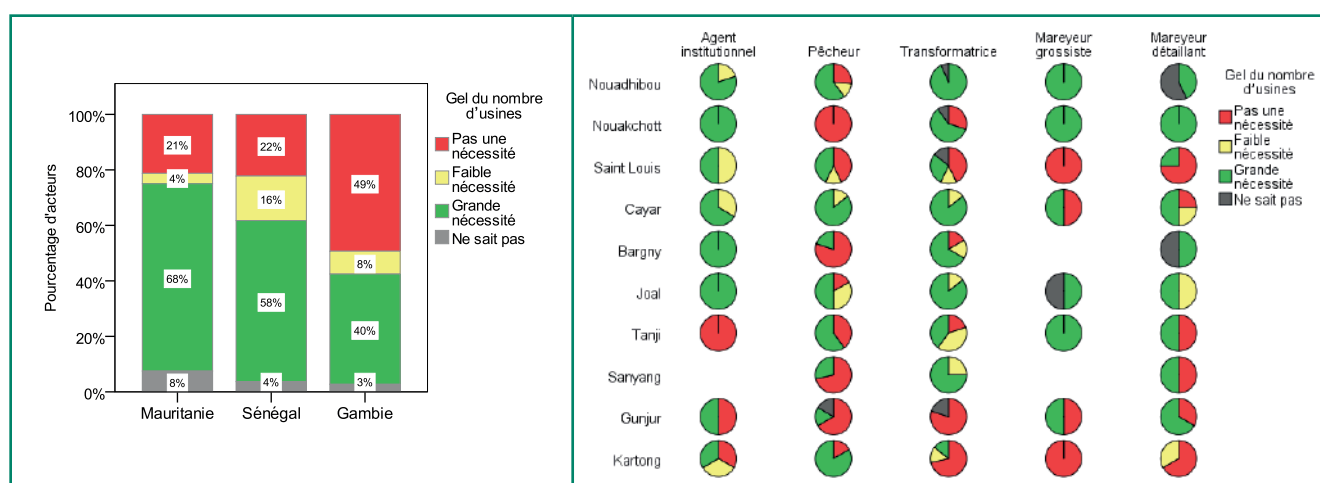 Pourcentage d'acteurs
100%
80%
60%
40%
20%
0%
21%
4%
68%
8%
22%
16%
58%
4%
49%
8%
40%
3%
Mauritanie Sénégal Gambie
Gel du nombre
d'usines
Pas une
nécessité
Faible
nécessité
Grande
nécessité
Ne sait pas
Agent
institutionnel
Pêcheur
Transformatrice
Mareyeur
grossiste
Mareyeur
détaillant
Nouadhibou
Nouakchott
Saint Louis
Cayar
Bargny
Joal
Tanji
Sanyang
Gunjur
Kartong
Gel du nombre
d'usines
Pas une
nécessité
Faible
nécessité
Grande
nécessité
Ne sait pas